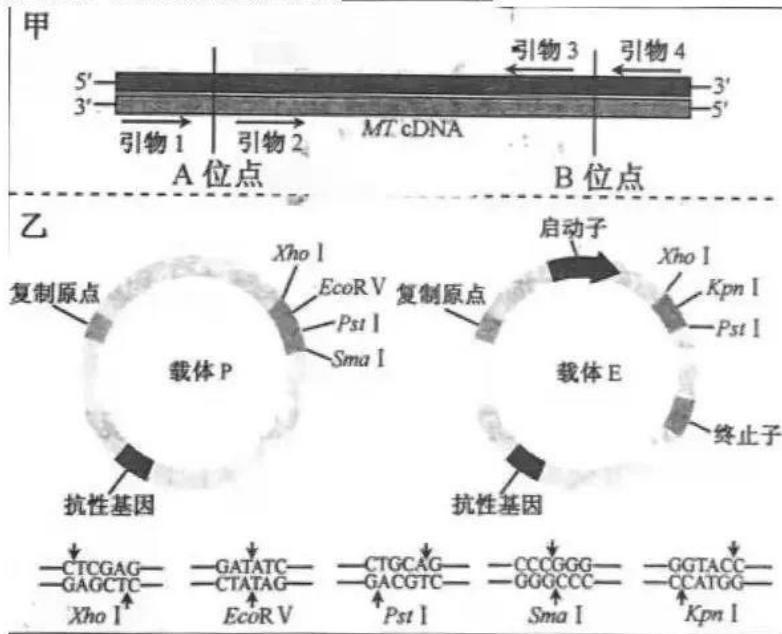 甲
引物 3 引物 4
5′ 3′
3′ 5′
引物 1 引物 2 MT cDNA
A 位点 B 位点
乙
复制原点
Xho Ⅰ
EcoR Ⅴ
Pst Ⅰ
Sma Ⅰ
载体 P
抗性基因
启动子
复制原点
Xho Ⅰ
Kpn Ⅰ
Pst Ⅰ
载体 E
终止子
抗性基因
CTCGAG GATATC CTGCAG CCCGGG GGTACC
GAGCTC CTATAG GACGTC GGGCCC CCATGG
Xho Ⅰ EcoR Ⅴ Pst Ⅰ Sma Ⅰ Kpn Ⅰ